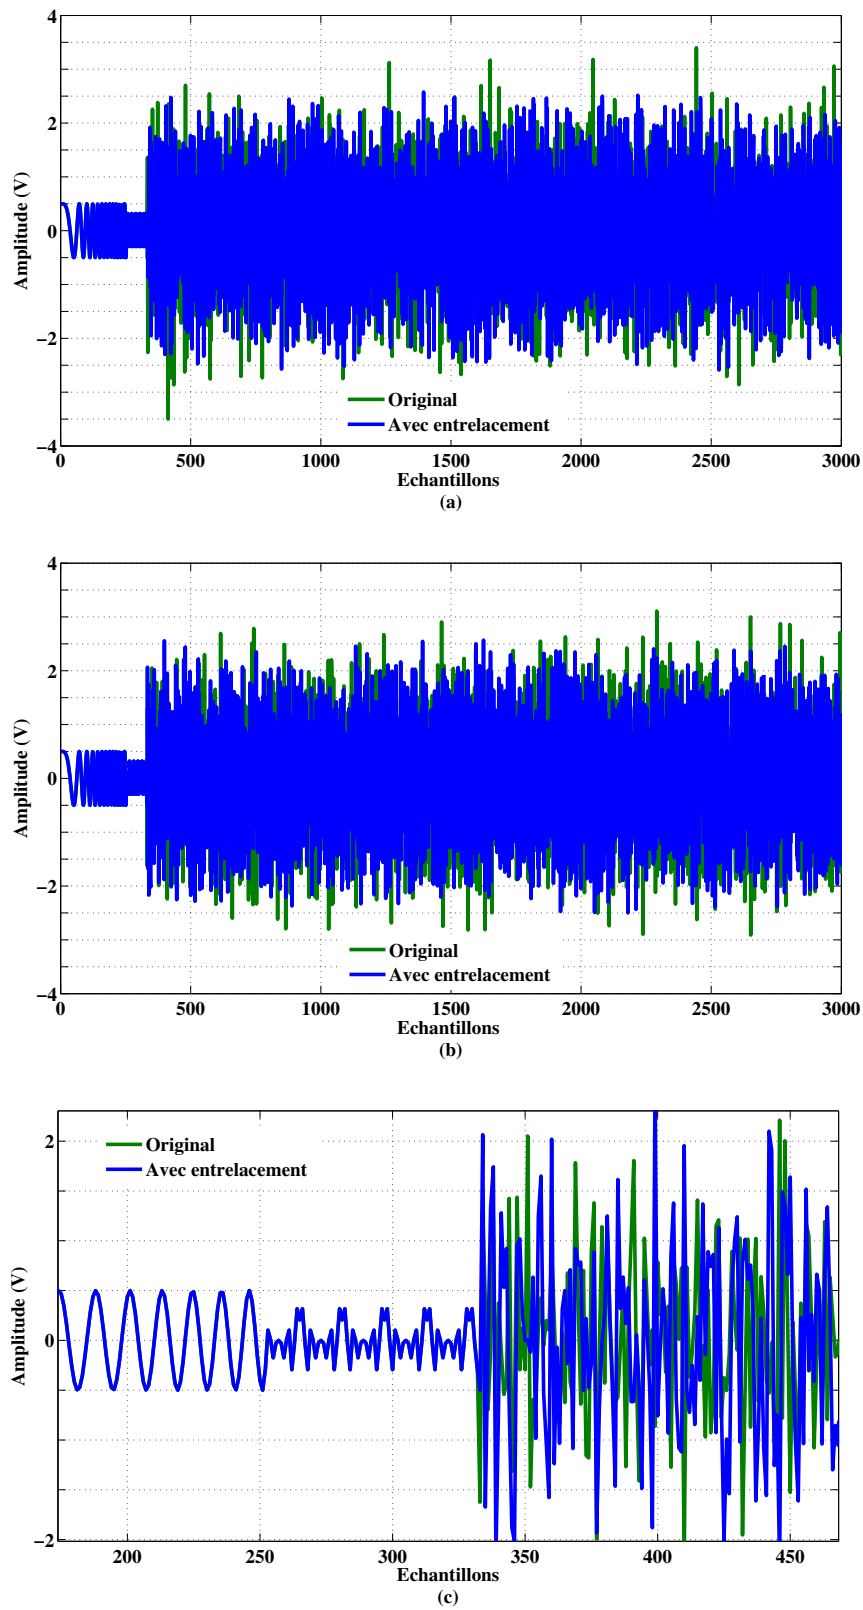 4
2
0
−2
−4
Amplitude (V)
Original
Avec entrelacement
0 500 1000 1500 2000 2500 3000
Echantillons
(a)
4
2
0
−2
−4
Amplitude (V)
Original
Avec entrelacement
0 500 1000 1500 2000 2500 3000
Echantillons
(b)
2
0
−2
Amplitude (V)
Original
Avec entrelacement
200 250 300 350 400 450
Echantillons
(c)